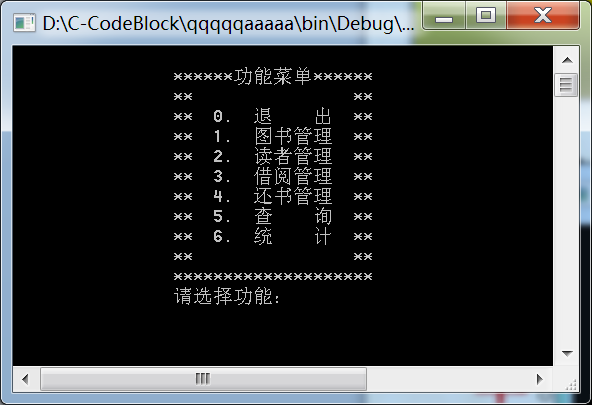 D:\C-CodeBlock\qqqqqaaaaa\bin\Debug\...
******功能菜单******
** **
** 0. 退 出 **
** 1. 图书管理 **
** 2. 读者管理 **
** 3. 借阅管理 **
** 4. 还书管理 **
** 5. 查 询 **
** 6. 统 计 **
** **
********************
请选择功能: